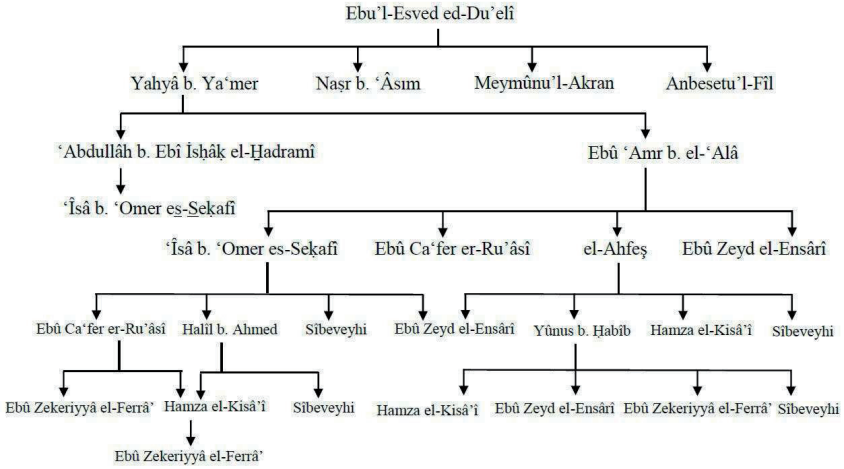 Ebu’l-Esved ed-Du’elî
Yahyâ b. Ya‘mer Naṣr b. ‘Âsım Meymûnu’l-Akran Anbesetu’l-Fîl
‘Abdullâh b. Ebî İsḥâḳ el-Ḥadramî Ebû ‘Amr b. el-‘Alâ
‘Îsâ b. ‘Omer es-Seḳafî
‘Îsâ b. ‘Omer es-Seḳafî Ebû Ca‘fer er-Ru’âsî el-Ahfeş Ebû Zeyd el-Ensârî
Ebû Ca‘fer er-Ru’âsî Halîl b. Ahmed Sîbeveyhi Ebû Zeyd el-Ensârî Yûnus b. Ḥabîb Hamza el-Kisâ’î Sîbeveyhi
Ebû Zekeriyyâ el-Ferrâ’ Hamza el-Kisâ’î Sîbeveyhi Hamza el-Kisâ’î Ebû Zeyd el-Ensârî Ebû Zekeriyyâ el-Ferrâ’ Sîbeveyhi
Ebû Zekeriyyâ el-Ferrâ’